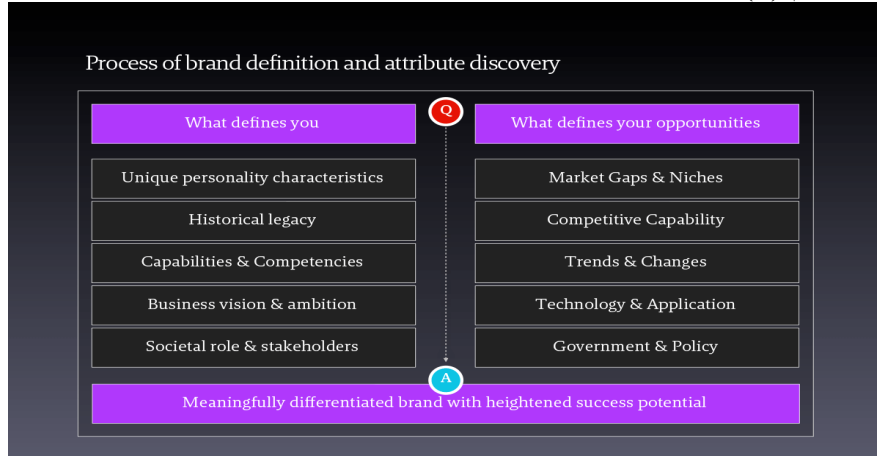 Process of brand definition and attribute discovery
What defines you
Q
What defines your opportunities
Unique personality characteristics
Market Gaps & Niches
Historical legacy
Competitive Capability
Capabilities & Competencies
Trends & Changes
Business vision & ambition
Technology & Application
Societal role & stakeholders
Government & Policy
A
Meaningfully differentiated brand with heightened success potential